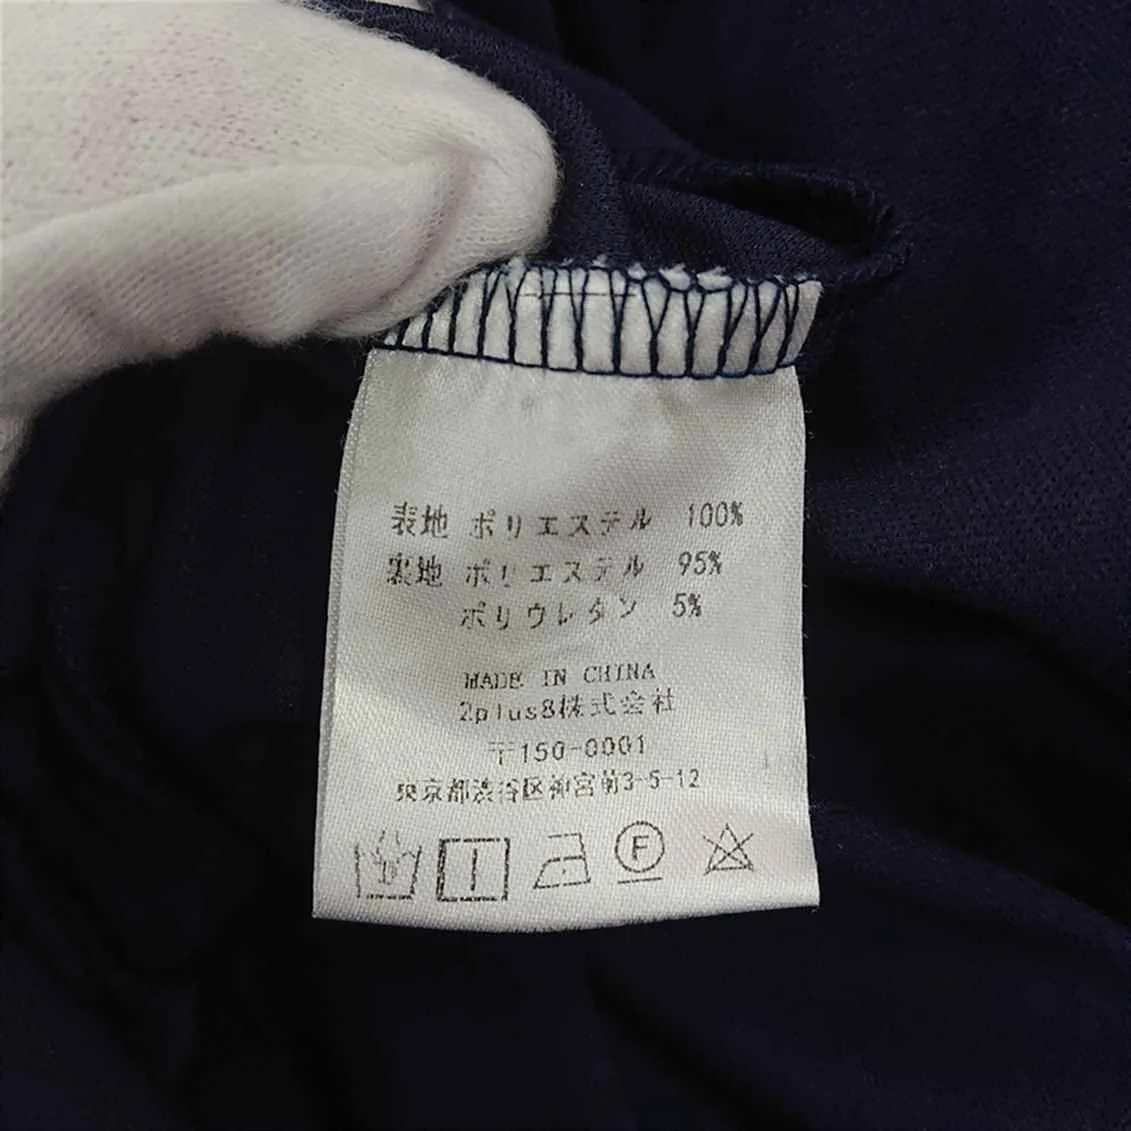 表地 ポリエステル 100%
裏地 ポリエステル 95%
ポリウレタン 5%
MADE IN CHINA
2plus8株式会社
〒150-0001
東京都渋谷区神宮前3-5-12
F